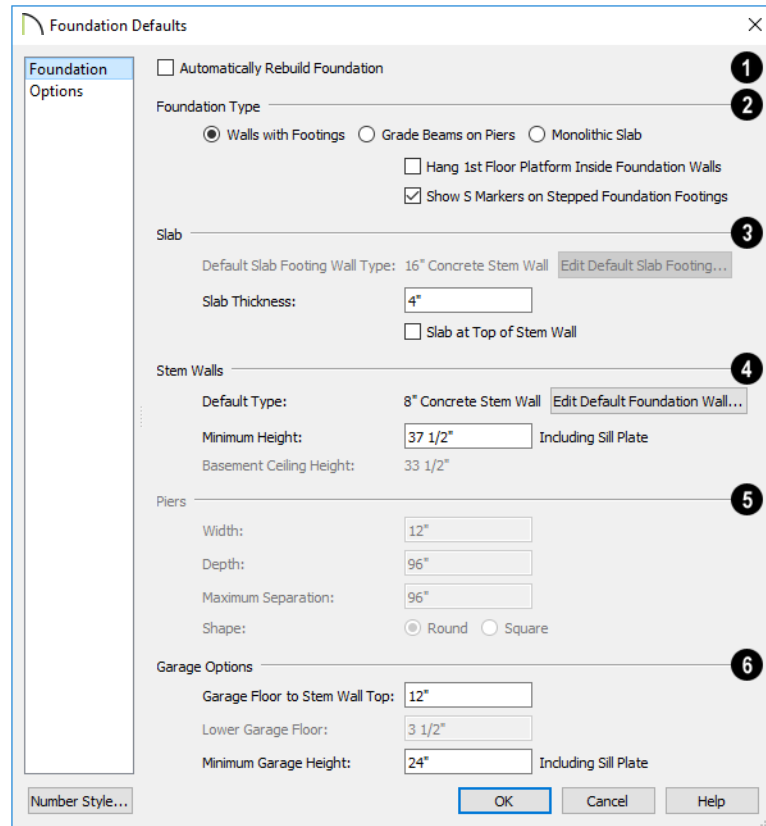 Foundation Defaults
Foundation
Options
Automatically Rebuild Foundation
1
Foundation Type
2
Walls with Footings Grade Beams on Piers Monolithic Slab
Hang 1st Floor Platform Inside Foundation Walls
Show S Markers on Stepped Foundation Footings
Slab
3
Default Slab Footing Wall Type: 16" Concrete Stem Wall Edit Default Slab Footing...
Slab Thickness: 4"
Slab at Top of Stem Wall
Stem Walls
4
Default Type: 8" Concrete Stem Wall Edit Default Foundation Wall...
Minimum Height: 37 1/2" Including Sill Plate
Basement Ceiling Height: 33 1/2"
Piers
5
Width: 12"
Depth: 96"
Maximum Separation: 96"
Shape: Round Square
Garage Options
6
Garage Floor to Stem Wall Top: 12"
Lower Garage Floor: 3 1/2"
Minimum Garage Height: 24" Including Sill Plate
Number Style... OK Cancel Help